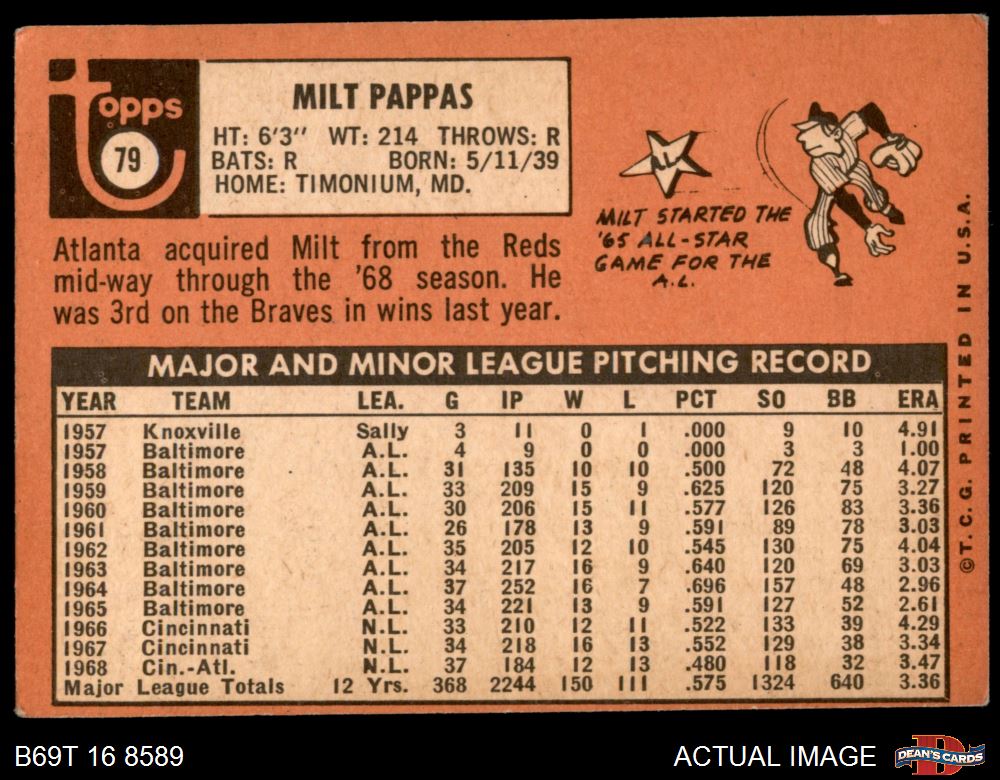 topps
79
MILT PAPPAS
HT: 6'3" WT: 214 THROWS: R
BATS: R BORN: 5/11/39
HOME: TIMONIUM, MD.
Atlanta acquired Milt from the Reds
mid-way through the '68 season. He
was 3rd on the Braves in wins last year.
MILT STARTED THE
'65 ALL-STAR
GAME FOR THE
A.L.
MAJOR AND MINOR LEAGUE PITCHING RECORD
YEAR TEAM LEA. G IP W L PCT SO BB ERA
1957 Knoxville Sally 3 11 0 1 .000 9 10 4.91
1957 Baltimore A.L. 4 9 0 0 .000 3 3 1.00
1958 Baltimore A.L. 31 135 10 10 .500 72 48 4.07
1959 Baltimore A.L. 33 209 15 9 .625 120 75 3.27
1960 Baltimore A.L. 30 206 15 11 .577 126 83 3.36
1961 Baltimore A.L. 26 178 13 9 .591 89 78 3.03
1962 Baltimore A.L. 35 205 12 10 .545 130 75 4.04
1963 Baltimore A.L. 34 217 16 9 .640 120 69 3.03
1964 Baltimore A.L. 37 252 16 7 .696 157 48 2.96
1965 Baltimore A.L. 34 221 13 9 .591 127 52 2.61
1966 Cincinnati N.L. 33 210 12 11 .522 133 39 4.29
1967 Cincinnati N.L. 34 218 16 13 .552 129 38 3.34
1968 Cin.-Atl. N.L. 37 184 12 13 .480 118 32 3.47
Major League Totals 12 Yrs. 368 2244 150 111 .575 1324 640 3.36
©T.C.G. PRINTED IN U.S.A.
B69T 16 8589
ACTUAL IMAGE
DEAN'S CARDS